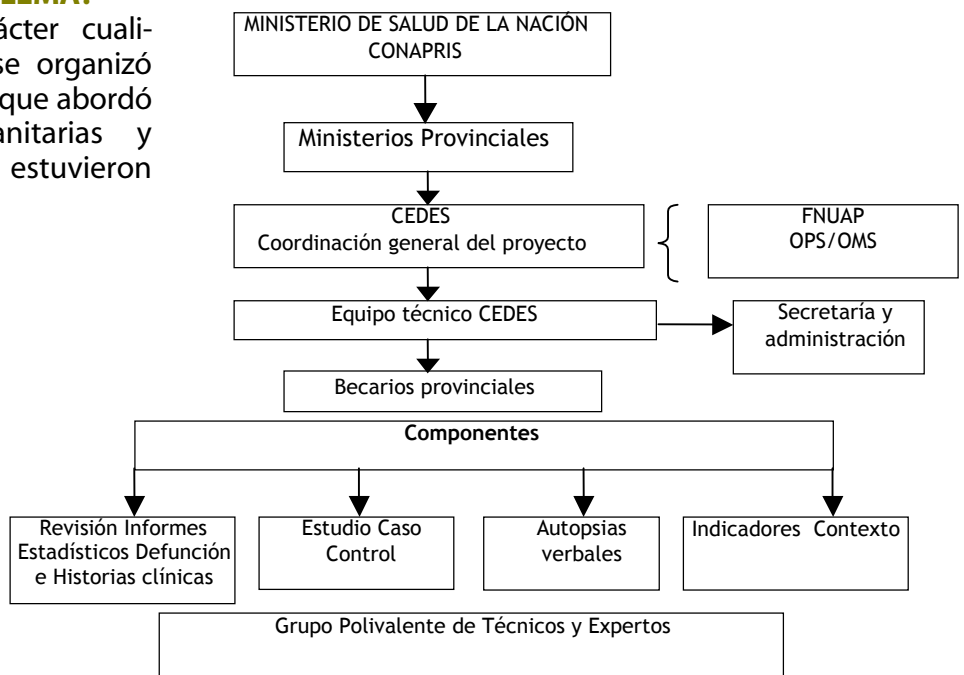 LEMA?
ácter cuali-
se organizó
que abordó
anitarias y
estuvieron
MINISTERIO DE SALUD DE LA NACIÓN
CONAPRIS
Ministerios Provinciales
CEDES
Coordinación general del proyecto
FNUAP
OPS/OMS
Equipo técnico CEDES
Secretaría y
administración
Becarios provinciales
Componentes
Revisión Informes
Estadísticos Defunción
e Historias clínicas
Estudio Caso
Control
Autopsias
verbales
Indicadores Contexto
Grupo Polivalente de Técnicos y Expertos